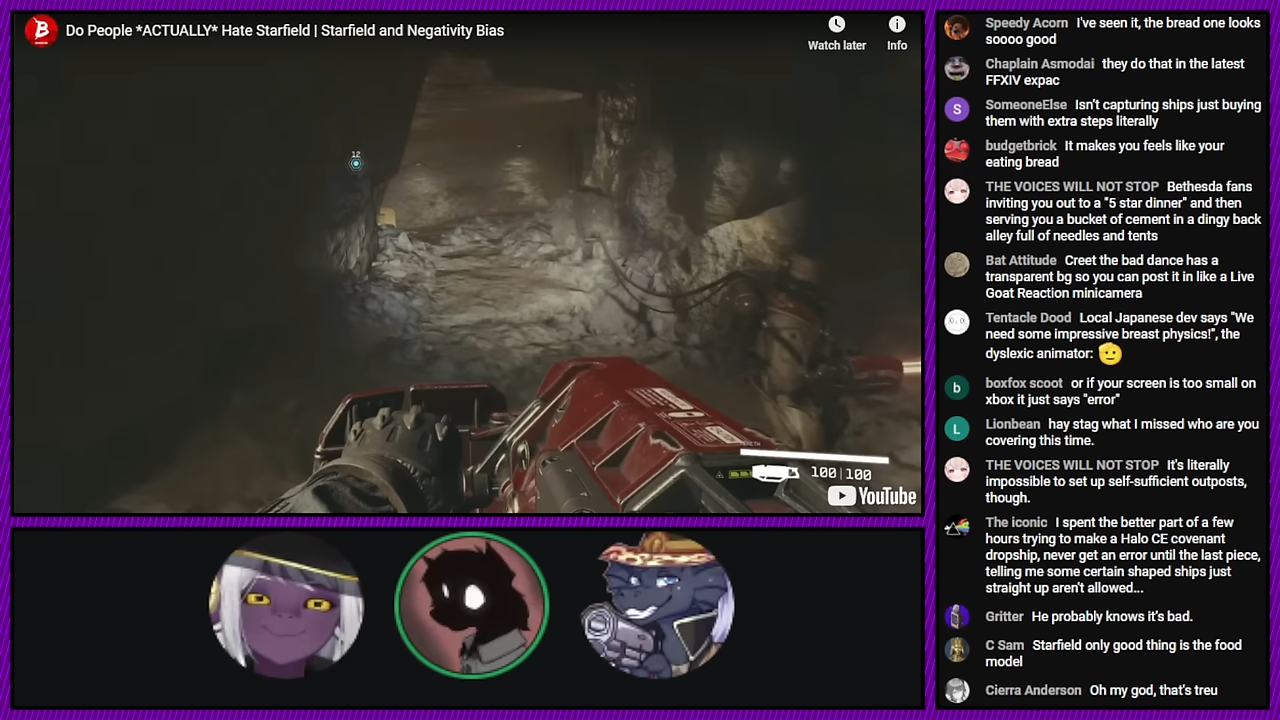 Do People *ACTUALLY* Hate Starfield | Starfield and Negativity Bias
Watch later
Info
12
100|100
YouTube
Speedy Acorn I've seen it, the bread one looks
soooo good
Chaplain Asmodai they do that in the latest
FFXIV expac
S
SomeoneElse Isn't capturing ships just buying
them with extra steps literally
budgetbrick It makes you feels like your
eating bread
THE VOICES WILL NOT STOP Bethesda fans
inviting you out to a "5 star dinner" and then
serving you a bucket of cement in a dingy back
alley full of needles and tents
Bat Attitude Creet the bad dance has a
transparent bg so you can post it in like a Live
Goat Reaction minicamera
Tentacle Dood Local Japanese dev says "We
need some impressive breast physics!", the
dyslexic animator:
b
boxfox scoot or if your screen is too small on
xbox it just says "error"
L
Lionbean hay stag what I missed who are you
covering this time.
THE VOICES WILL NOT STOP It's literally
impossible to set up self-sufficient outposts,
though.
The iconic I spent the better part of a few
hours trying to make a Halo CE covenant
dropship, never get an error until the last piece,
telling me some certain shaped ships just
straight up aren't allowed...
Gritter He probably knows it's bad.
C Sam Starfield only good thing is the food
model
Cierra Anderson Oh my god, that's treu